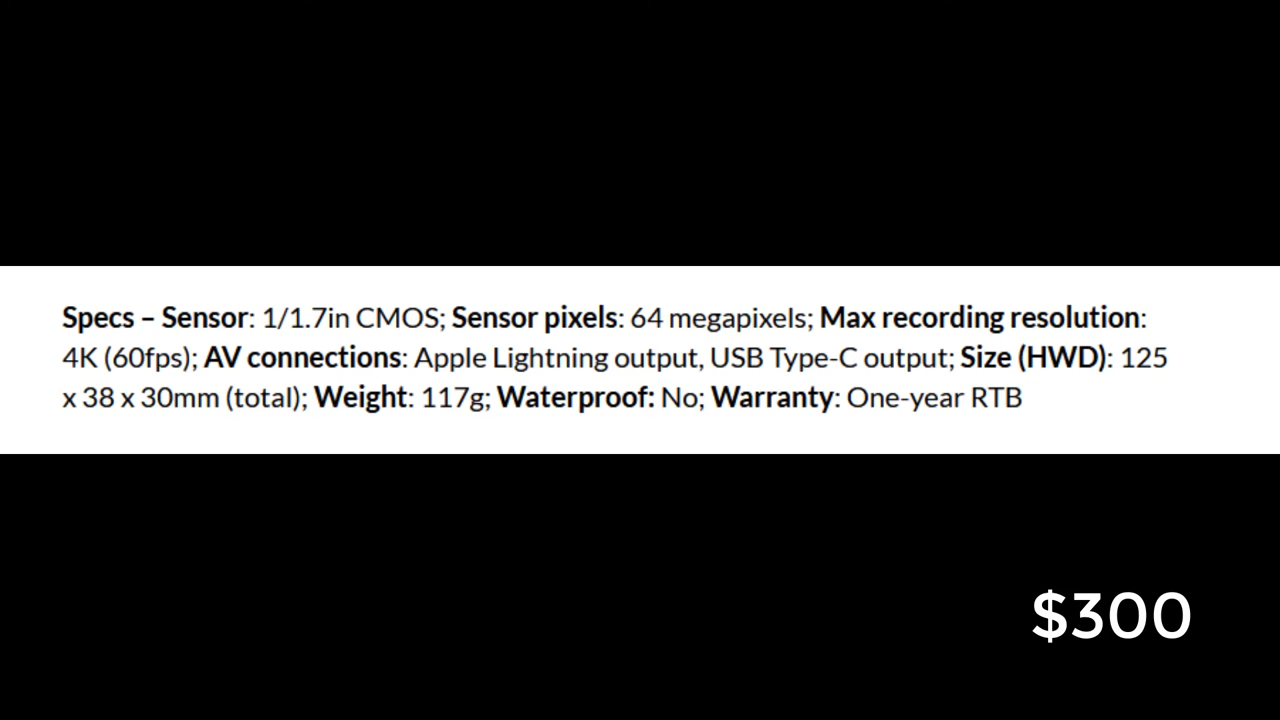 Specs – Sensor: 1/1.7in CMOS; Sensor pixels: 64 megapixels; Max recording resolution:
4K (60fps); AV connections: Apple Lightning output, USB Type-C output; Size (HWD): 125
x 38 x 30mm (total); Weight: 117g; Waterproof: No; Warranty: One-year RTB
$300